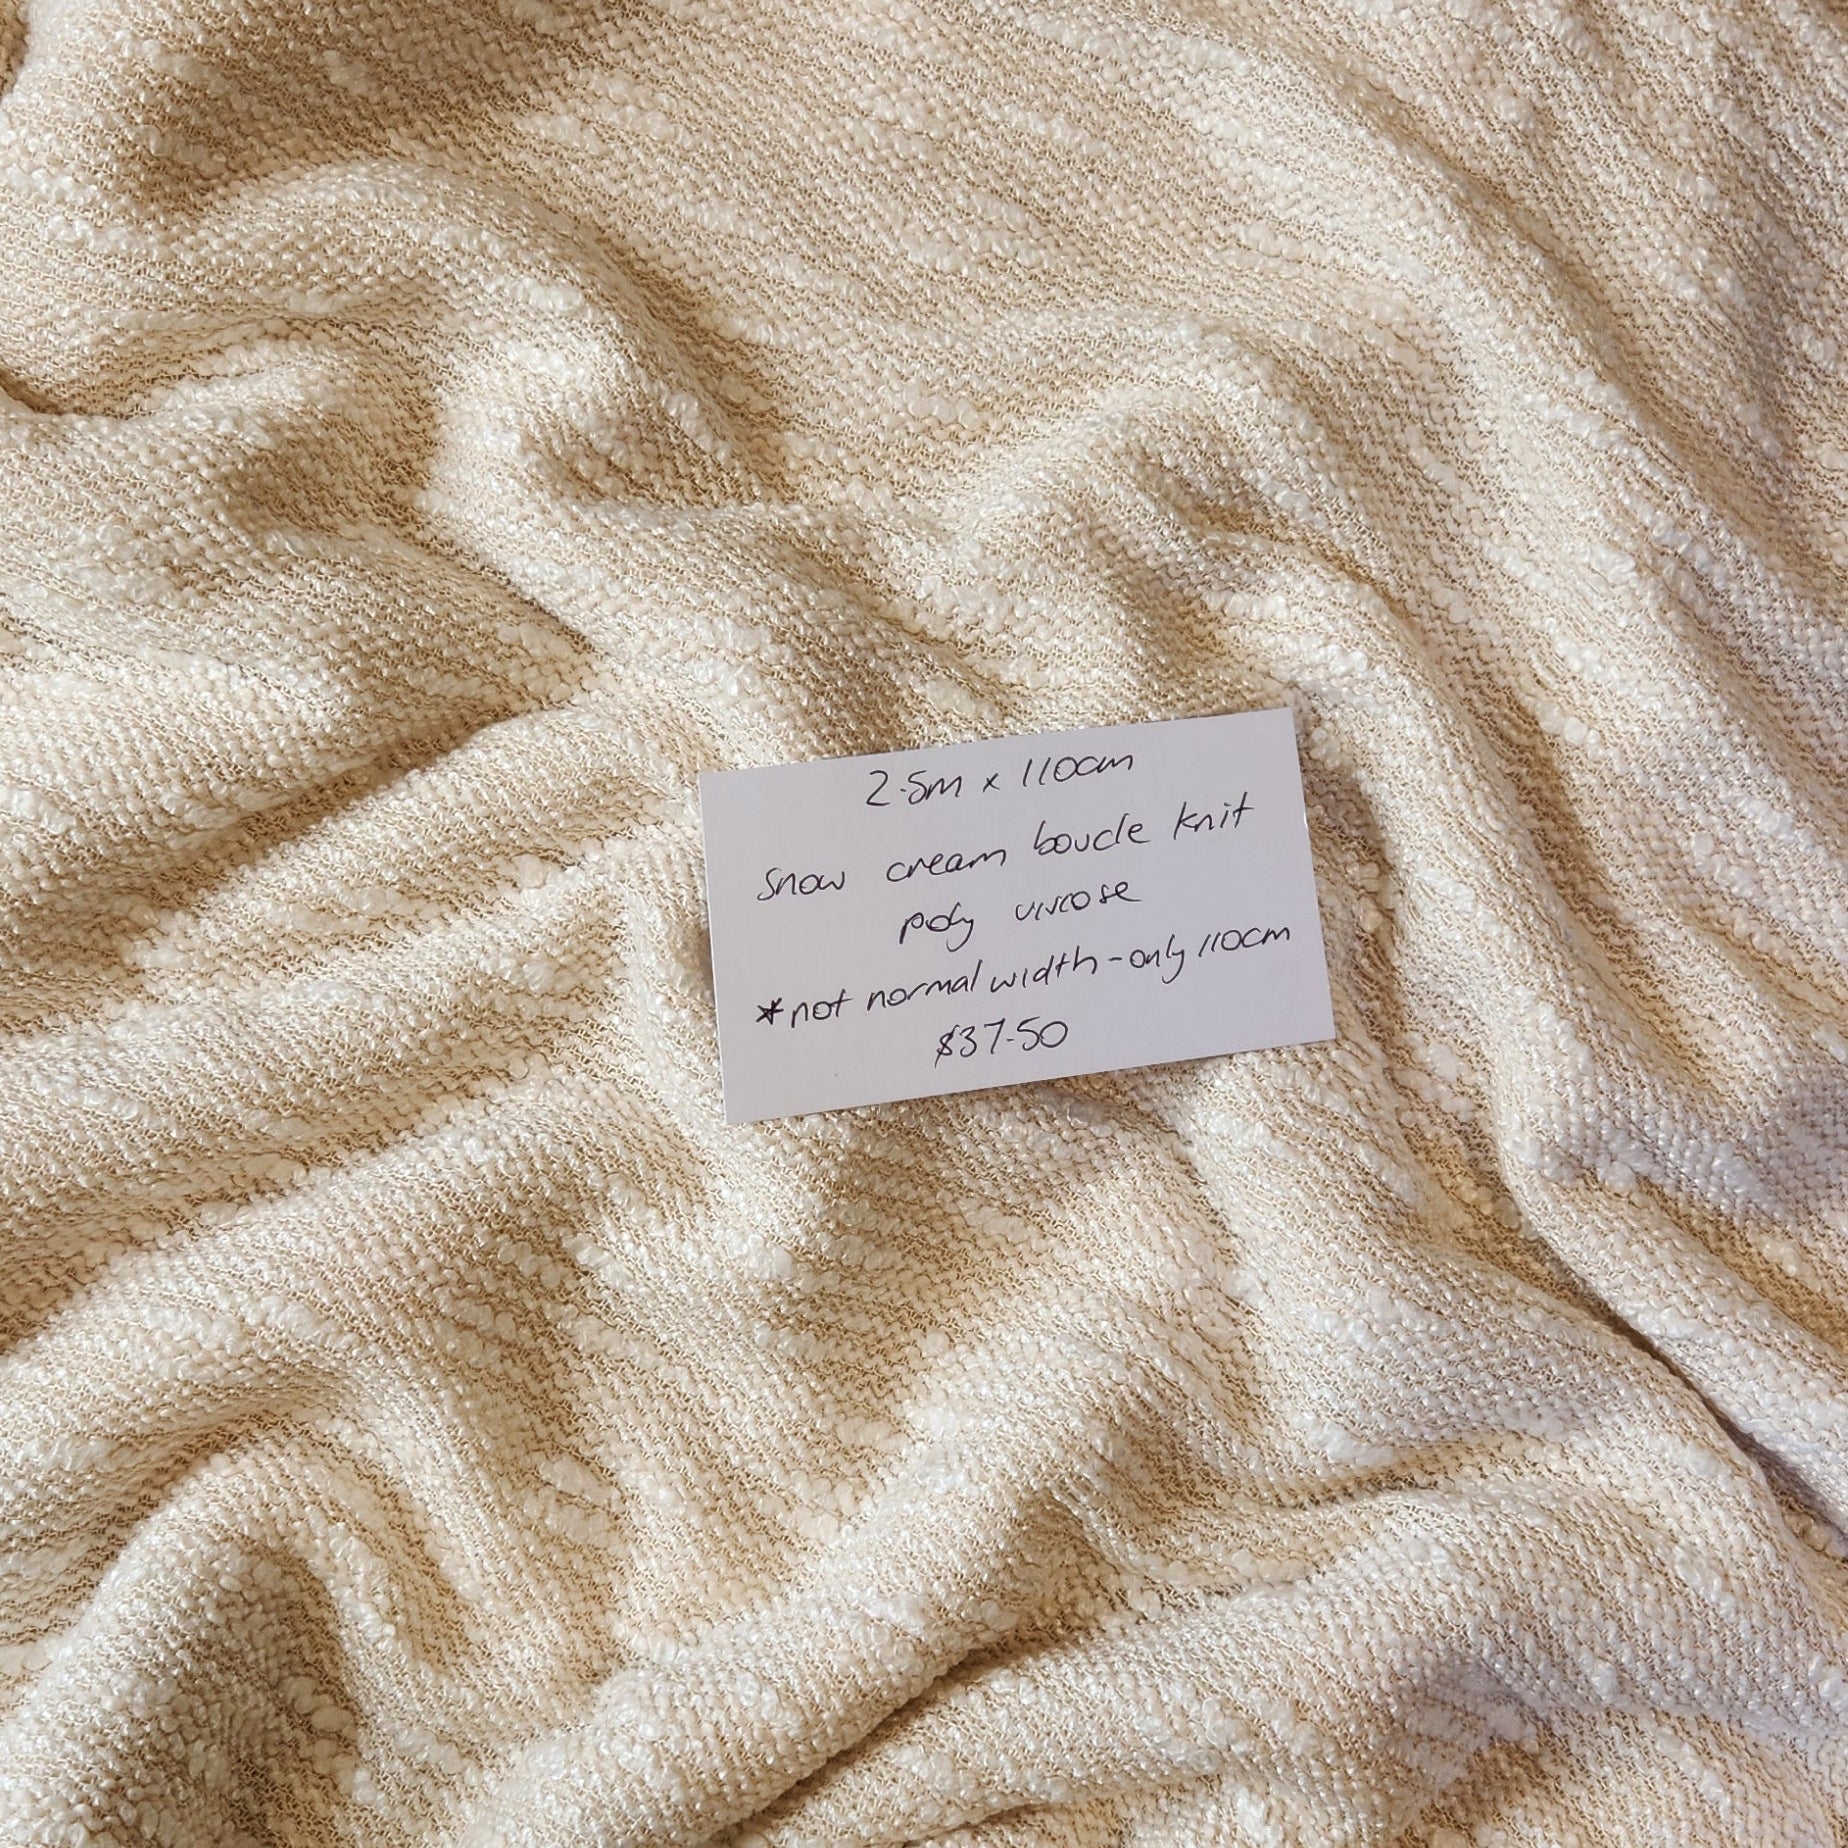 2.5m x 110cm
Snow cream boucle knit
poly viscose
*not normal width - only 110cm
$37.50